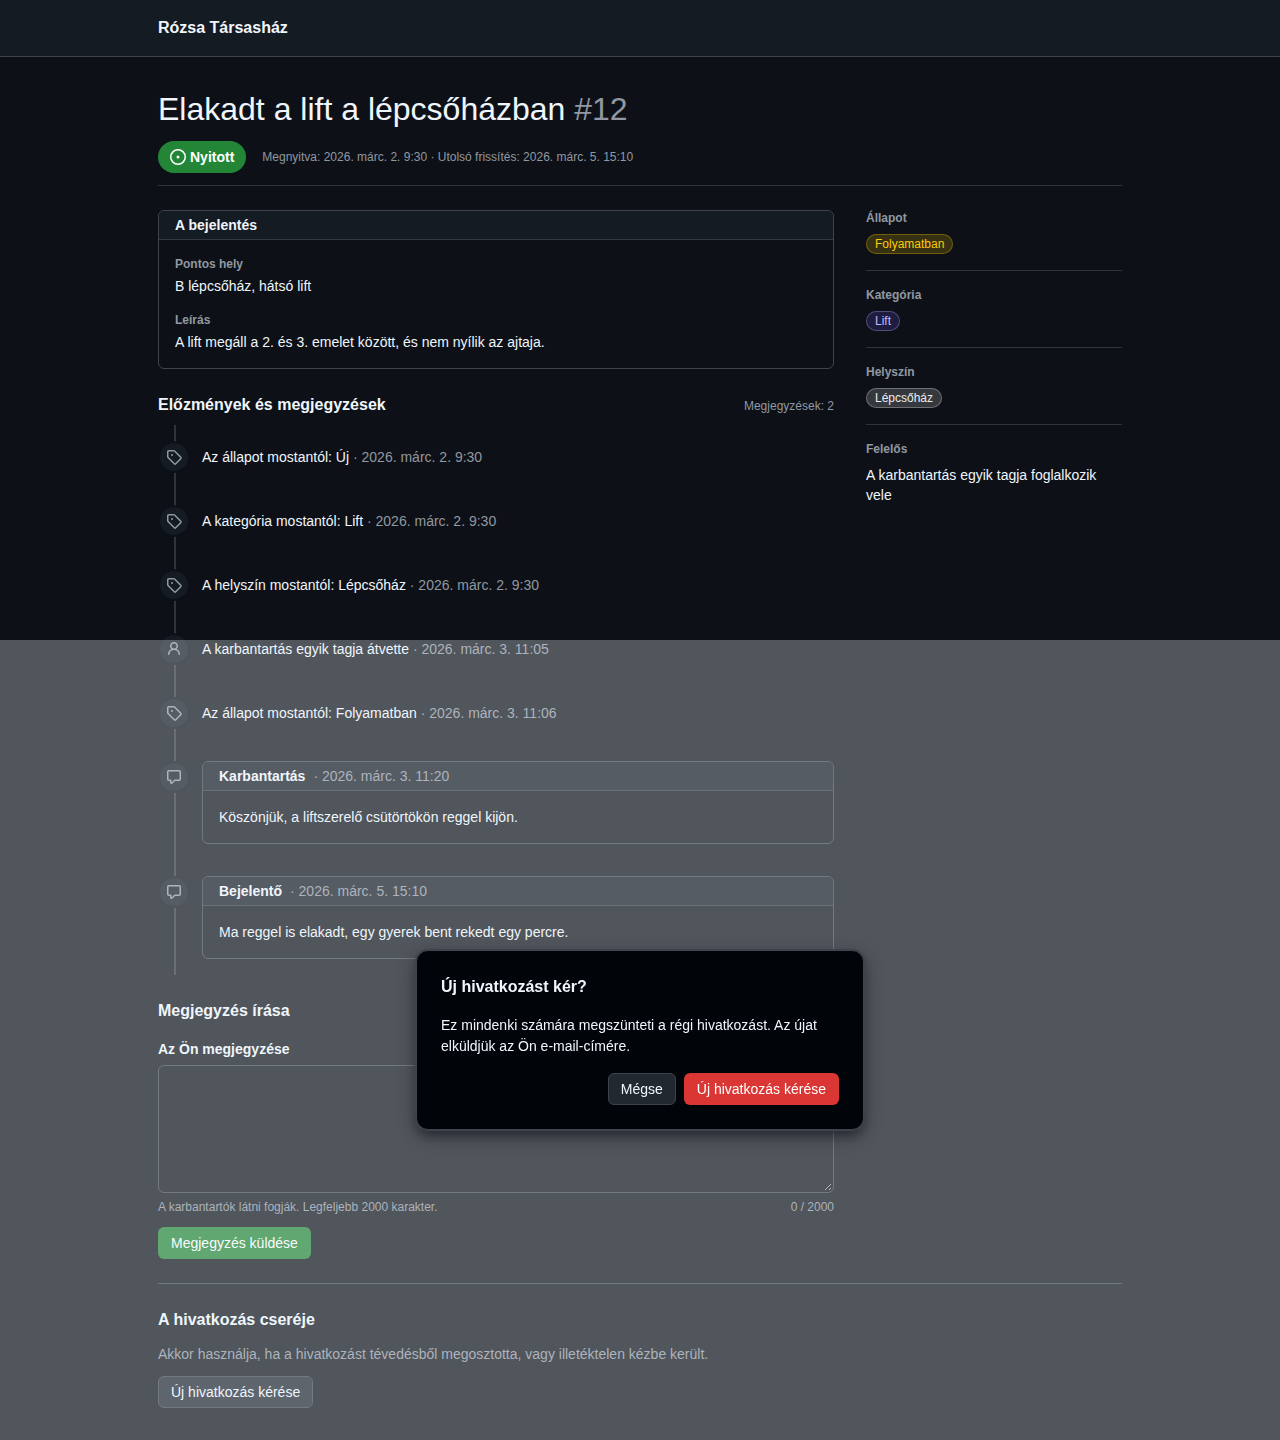 Rózsa Társasház
Elakadt a lift a lépcsőházban #12
Nyitott
Megnyitva: 2026. márc. 2. 9:30 · Utolsó frissítés: 2026. márc. 5. 15:10
A bejelentés
Pontos hely
B lépcsőház, hátsó lift
Leírás
A lift megáll a 2. és 3. emelet között, és nem nyílik az ajtaja.
Állapot
Folyamatban
Kategória
Lift
Helyszín
Lépcsőház
Felelős
A karbantartás egyik tagja foglalkozik
vele
Előzmények és megjegyzések
Megjegyzések: 2
Az állapot mostantól: Új · 2026. márc. 2. 9:30
A kategória mostantól: Lift · 2026. márc. 2. 9:30
A helyszín mostantól: Lépcsőház · 2026. márc. 2. 9:30
A karbantartás egyik tagja átvette · 2026. márc. 3. 11:05
Az állapot mostantól: Folyamatban · 2026. márc. 3. 11:06
Karbantartás · 2026. márc. 3. 11:20
Köszönjük, a liftszerelő csütörtökön reggel kijön.
Bejelentő · 2026. márc. 5. 15:10
Ma reggel is elakadt, egy gyerek bent rekedt egy percre.
Új hivatkozást kér?
Ez mindenki számára megszünteti a régi hivatkozást. Az újat
elküldjük az Ön e-mail-címére.
Mégse
Új hivatkozás kérése
Megjegyzés írása
Az Ön megjegyzése
A karbantartók látni fogják. Legfeljebb 2000 karakter.
0 / 2000
Megjegyzés küldése
A hivatkozás cseréje
Akkor használja, ha a hivatkozást tévedésből megosztotta, vagy illetéktelen kézbe került.
Új hivatkozás kérése